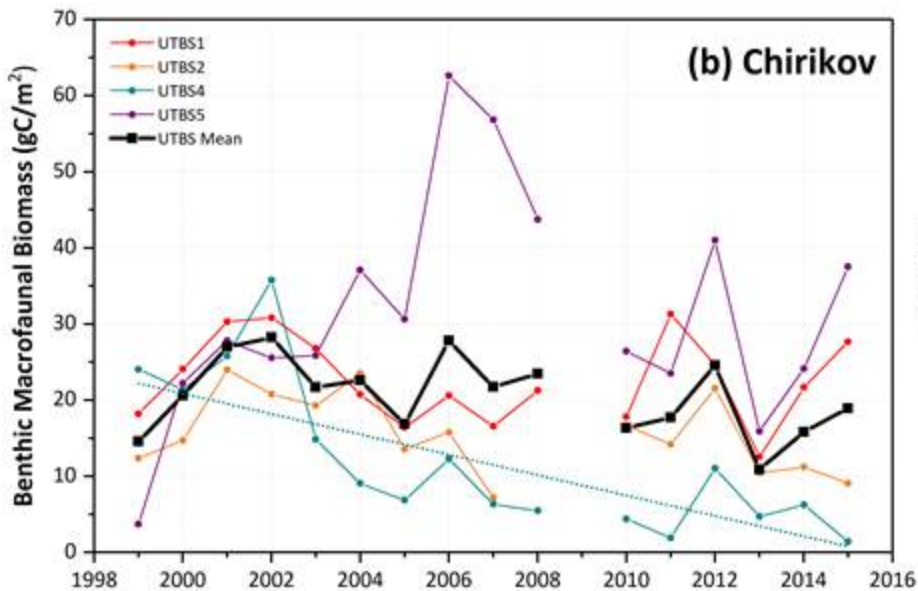 70
60
50
40
30
20
10
0
Benthic Macrofaunal Biomass (gC/m²)
UTBS1
UTBS2
UTBS4
UTBS5
UTBS Mean
(b) Chirikov
1998 2000 2002 2004 2006 2008 2010 2012 2014 2016